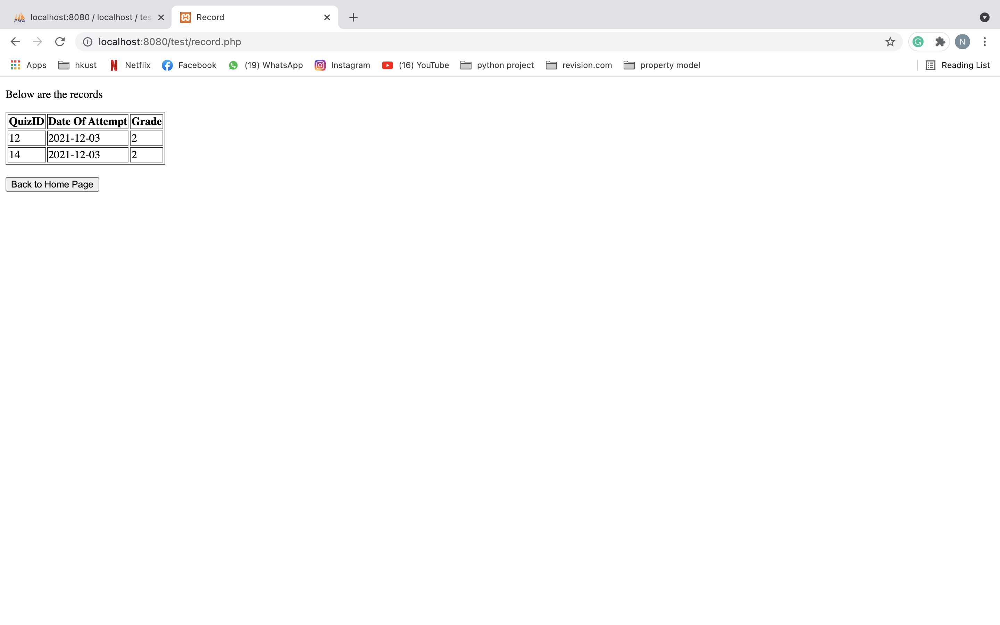 PMA localhost:8080 / localhost / tes Record
localhost:8080/test/record.php G N
Apps hkust Netflix Facebook (19) WhatsApp Instagram (16) YouTube python project revision.com property model Reading List
Below are the records
QuizID Date Of Attempt Grade
12 2021-12-03 2
14 2021-12-03 2
Back to Home Page